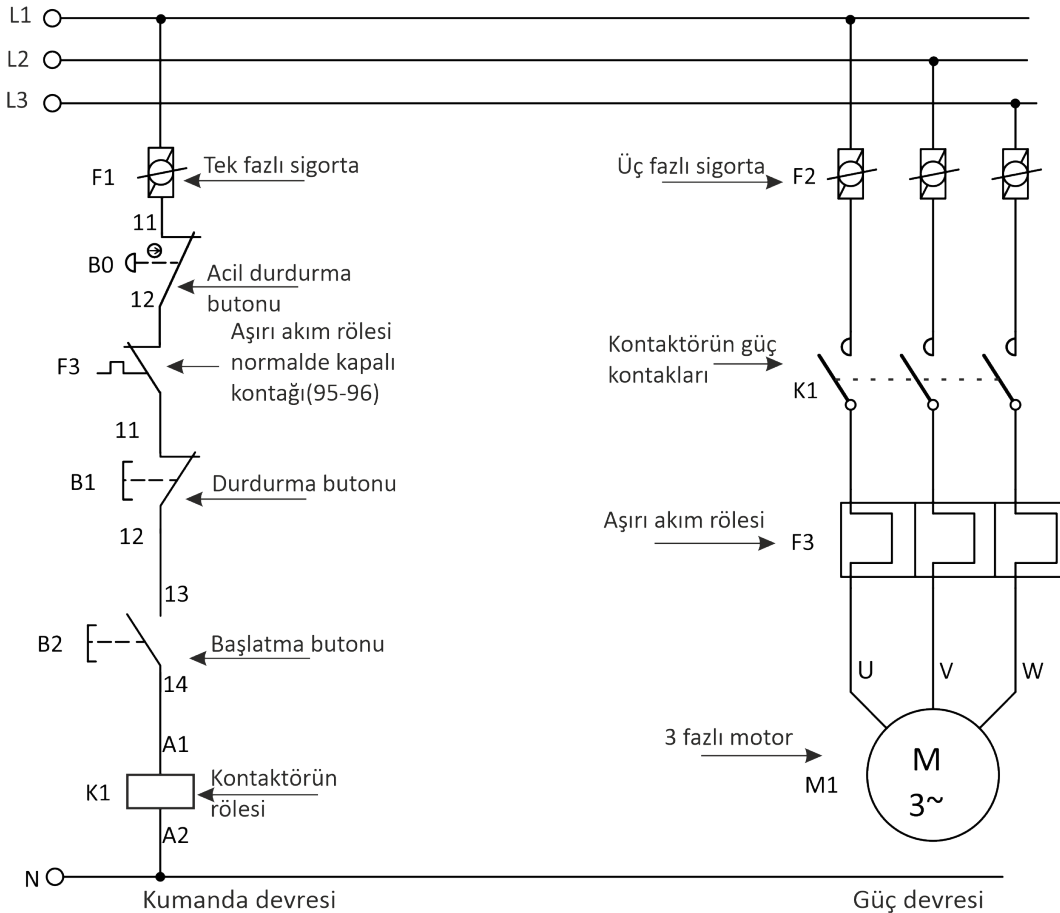 L1
L2
L3
F1
Tek fazlı sigorta
Üç fazlı sigorta
F2
11
B0
12
Acil durdurma
butonu
F3
Aşırı akım rölesi
normalde kapalı
kontağı(95-96)
Kontaktörün güç
kontakları
K1
11
B1
Durdurma butonu
12
Aşırı akım rölesi
F3
13
B2
Başlatma butonu
14
U
V
W
A1
K1
Kontaktörün
rölesi
A2
3 fazlı motor
M1
M
3~
N
Kumanda devresi
Güç devresi